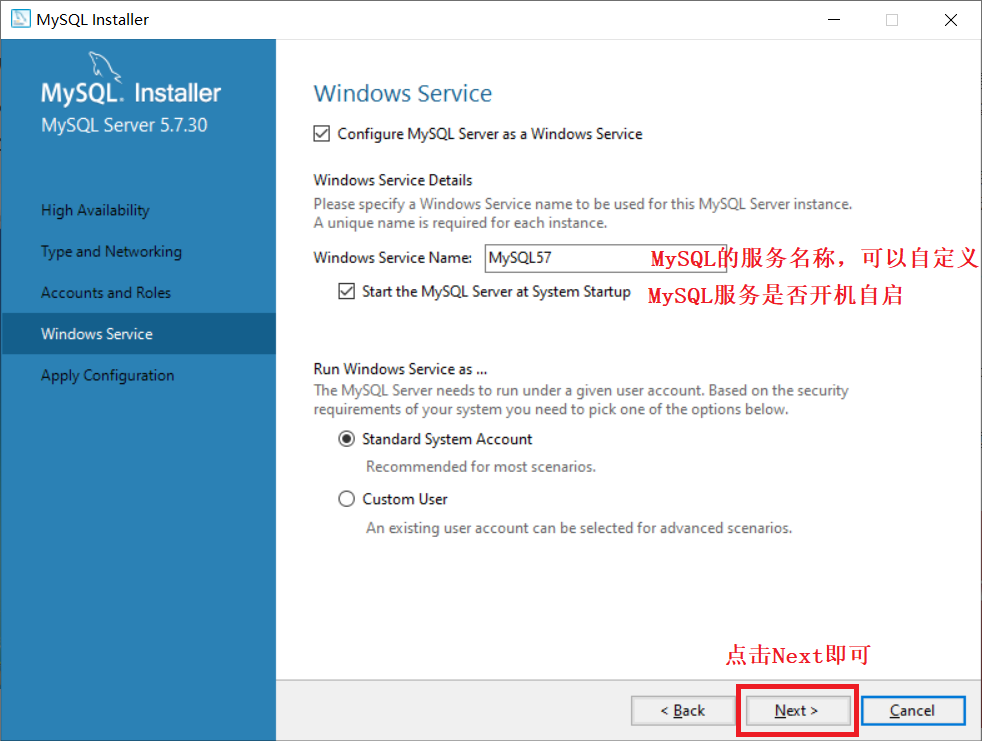 MySQL Installer
MySQL. Installer
MySQL Server 5.7.30
High Availability
Type and Networking
Accounts and Roles
Windows Service
Apply Configuration
Windows Service
Configure MySQL Server as a Windows Service
Windows Service Details
Please specify a Windows Service name to be used for this MySQL Server instance.
A unique name is required for each instance.
Windows Service Name: MySQL57 MySQL的服务名称，可以自定义
Start the MySQL Server at System Startup MySQL服务是否开机自启
Run Windows Service as ...
The MySQL Server needs to run under a given user account. Based on the security
requirements of your system you need to pick one of the options below.
Standard System Account
Recommended for most scenarios.
Custom User
An existing user account can be selected for advanced scenarios.
点击Next即可
< Back Next > Cancel